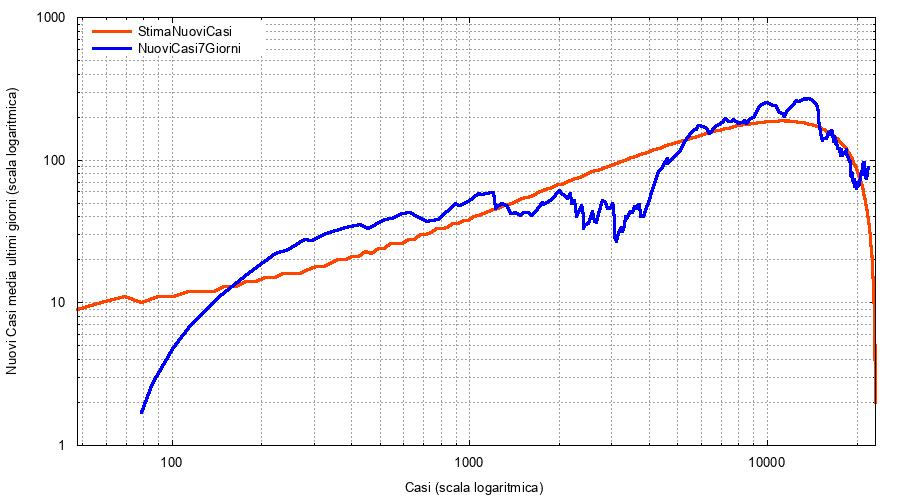 1000
StimaNuoviCasi
NuoviCasi7Giorni
100
10
1
Nuovi Casi media ultimi giorni (scala logaritmica)
100
1000
10000
Casi (scala logaritmica)